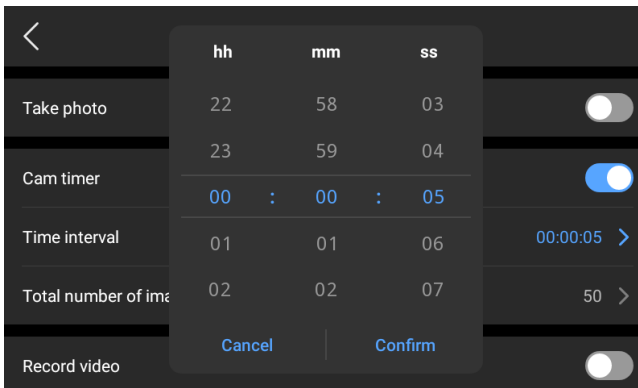 hh mm ss
Take photo
22 58 03
23 59 04
Cam timer
00 : 00 : 05
Time interval
01 01 06
00:00:05
Total number of
02 02 07
50
Cancel Confirm
Record video